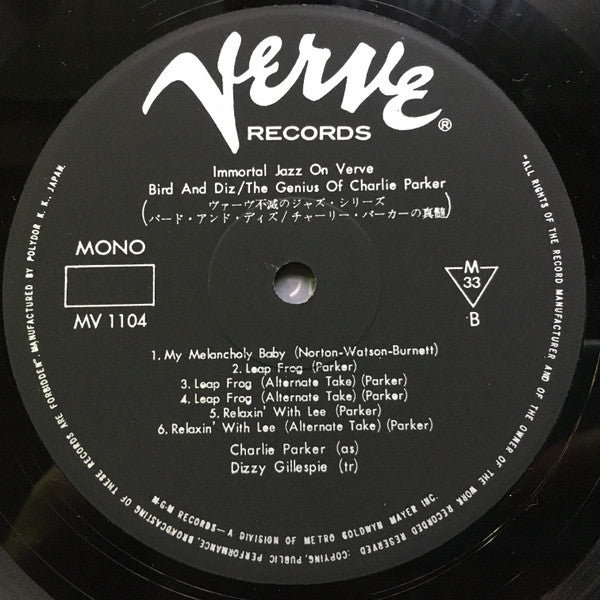 Verve
RECORDS ®
Immortal Jazz On Verve
Bird And Diz/The Genius Of Charlie Parker
(ヴァーヴ不滅のジャズ・シリーズ
バード・アンド・ディズ/チャーリー・パーカーの真髄)
MONO
MV 1104
M
33
B
1. My Melancholy Baby (Norton-Watson-Burnett)
2. Leap Frog (Parker)
3. Leap Frog (Alternate Take) (Parker)
4. Leap Frog (Alternate Take) (Parker)
5. Relaxin' With Lee (Parker)
6. Relaxin' With Lee (Alternate Take) (Parker)
Charlie Parker (as)
Dizzy Gillespie (tr)
M-G-M RECORDS—A DIVISION OF METRO GOLDWYN MAYER INC.
"ALL RIGHTS OF THE RECORD MANUFACTURER AND OF THE OWNER OF THE WORK RECORDED RESERVED: COPYING, PUBLIC PERFORMANCE, BROADCASTING OF THESE RECORDS ARE FORBIDDEN". MANUFACTURED BY POLYDOR K. K. JAPAN.